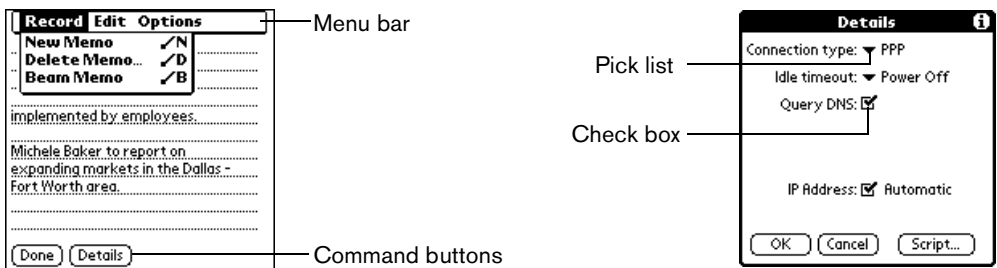 Record Edit Options
New Memo /N
Delete Memo... /D
Beam Memo /B
implemented by employees.
Michele Baker to report on
expanding markets in the Dallas -
Fort Worth area.
Done Details
Menu bar
Command buttons
Pick list
Check box
Details i
Connection type: PPP
Idle timeout: Power Off
Query DNS:
IP Address: Automatic
OK Cancel Script...